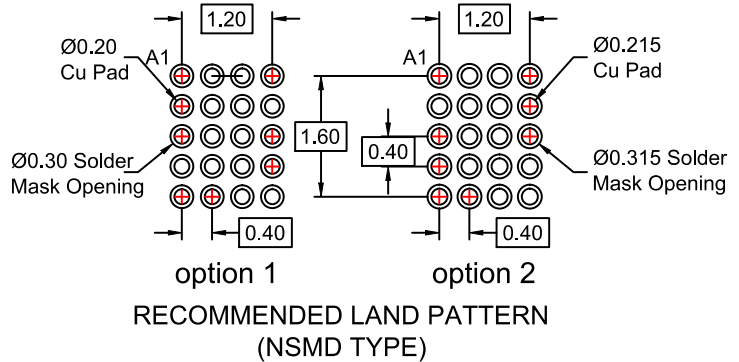 1.20
Ø0.20
Cu Pad
A1
Ø0.30 Solder
Mask Opening
0.40
option 1
1.60
0.40
1.20
A1
Ø0.215
Cu Pad
Ø0.315 Solder
Mask Opening
0.40
option 2
RECOMMENDED LAND PATTERN
(NSMD TYPE)